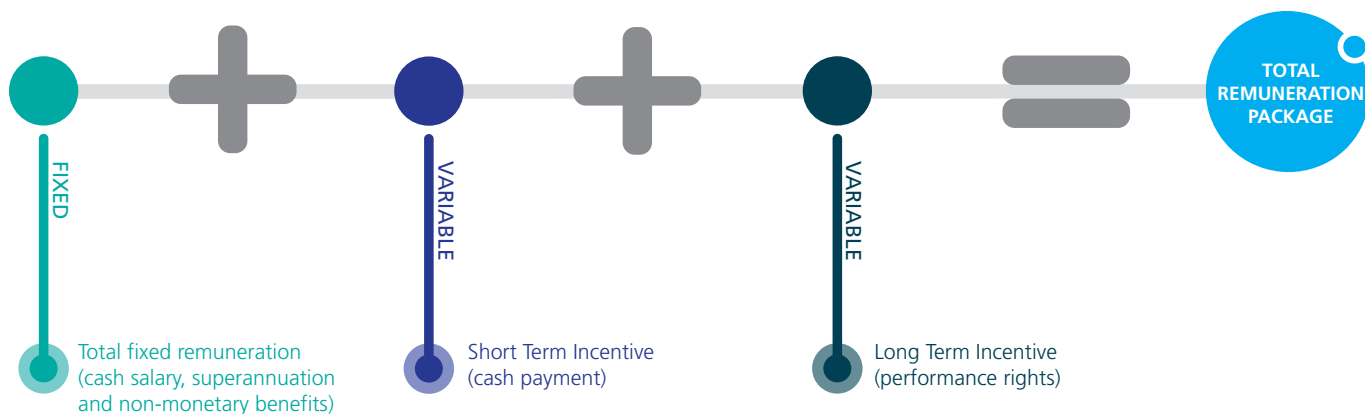 TOTAL
REMUNERATION
PACKAGE
FIXED
VARIABLE
VARIABLE
Total fixed remuneration
(cash salary, superannuation
and non-monetary benefits)
Short Term Incentive
(cash payment)
Long Term Incentive
(performance rights)